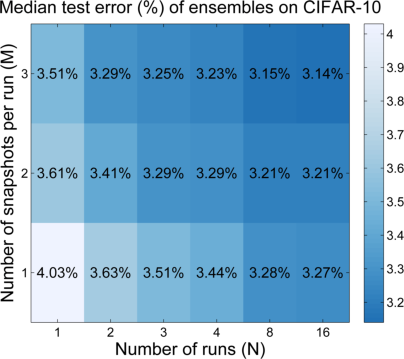 Median test error (%) of ensembles on CIFAR-10
Number of snapshots per run (M)
3
3.51% 3.29% 3.25% 3.23% 3.15% 3.14%
2
3.61% 3.41% 3.29% 3.29% 3.21% 3.21%
1
4.03% 3.63% 3.51% 3.44% 3.28% 3.27%
1 2 3 4 8 16
Number of runs (N)
4
3.9
3.8
3.7
3.6
3.5
3.4
3.3
3.2